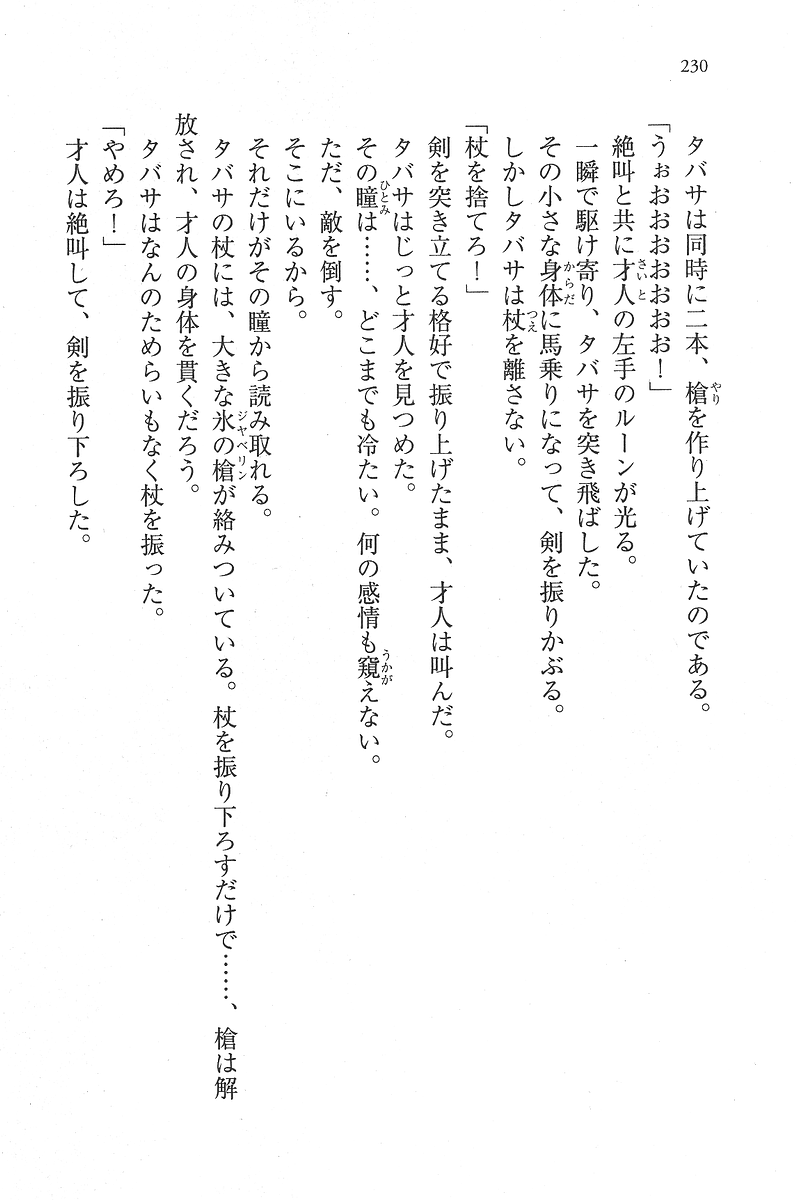 230
タバサは同時に二本、槍を作り上げていたのである。
「うぉおおおおおおお！」
絶叫と共に才人の左手のルーンが光る。
一瞬で駆け寄り、タバサを突き飛ばした。
その小さな身体に馬乗りになって、剣を振りかぶる。
しかしタバサは杖を離さない。
「杖を捨てろ！」
剣を突き立てる格好で振り上げたまま、才人は叫んだ。
タバサはじっと才人を見つめた。
その瞳は……、どこまでも冷たい。何の感情も窺えない。
ただ、敵を倒す。
そこにいるから。
それだけがその瞳から読み取れる。
タバサの杖には、大きな氷の槍が絡みついている。杖を振り下ろすだけで……、槍は解
放され、才人の身体を貫くだろう。
タバサはなんのためらいもなく杖を振った。
「やめろ！」
才人は絶叫して、剣を振り下ろした。